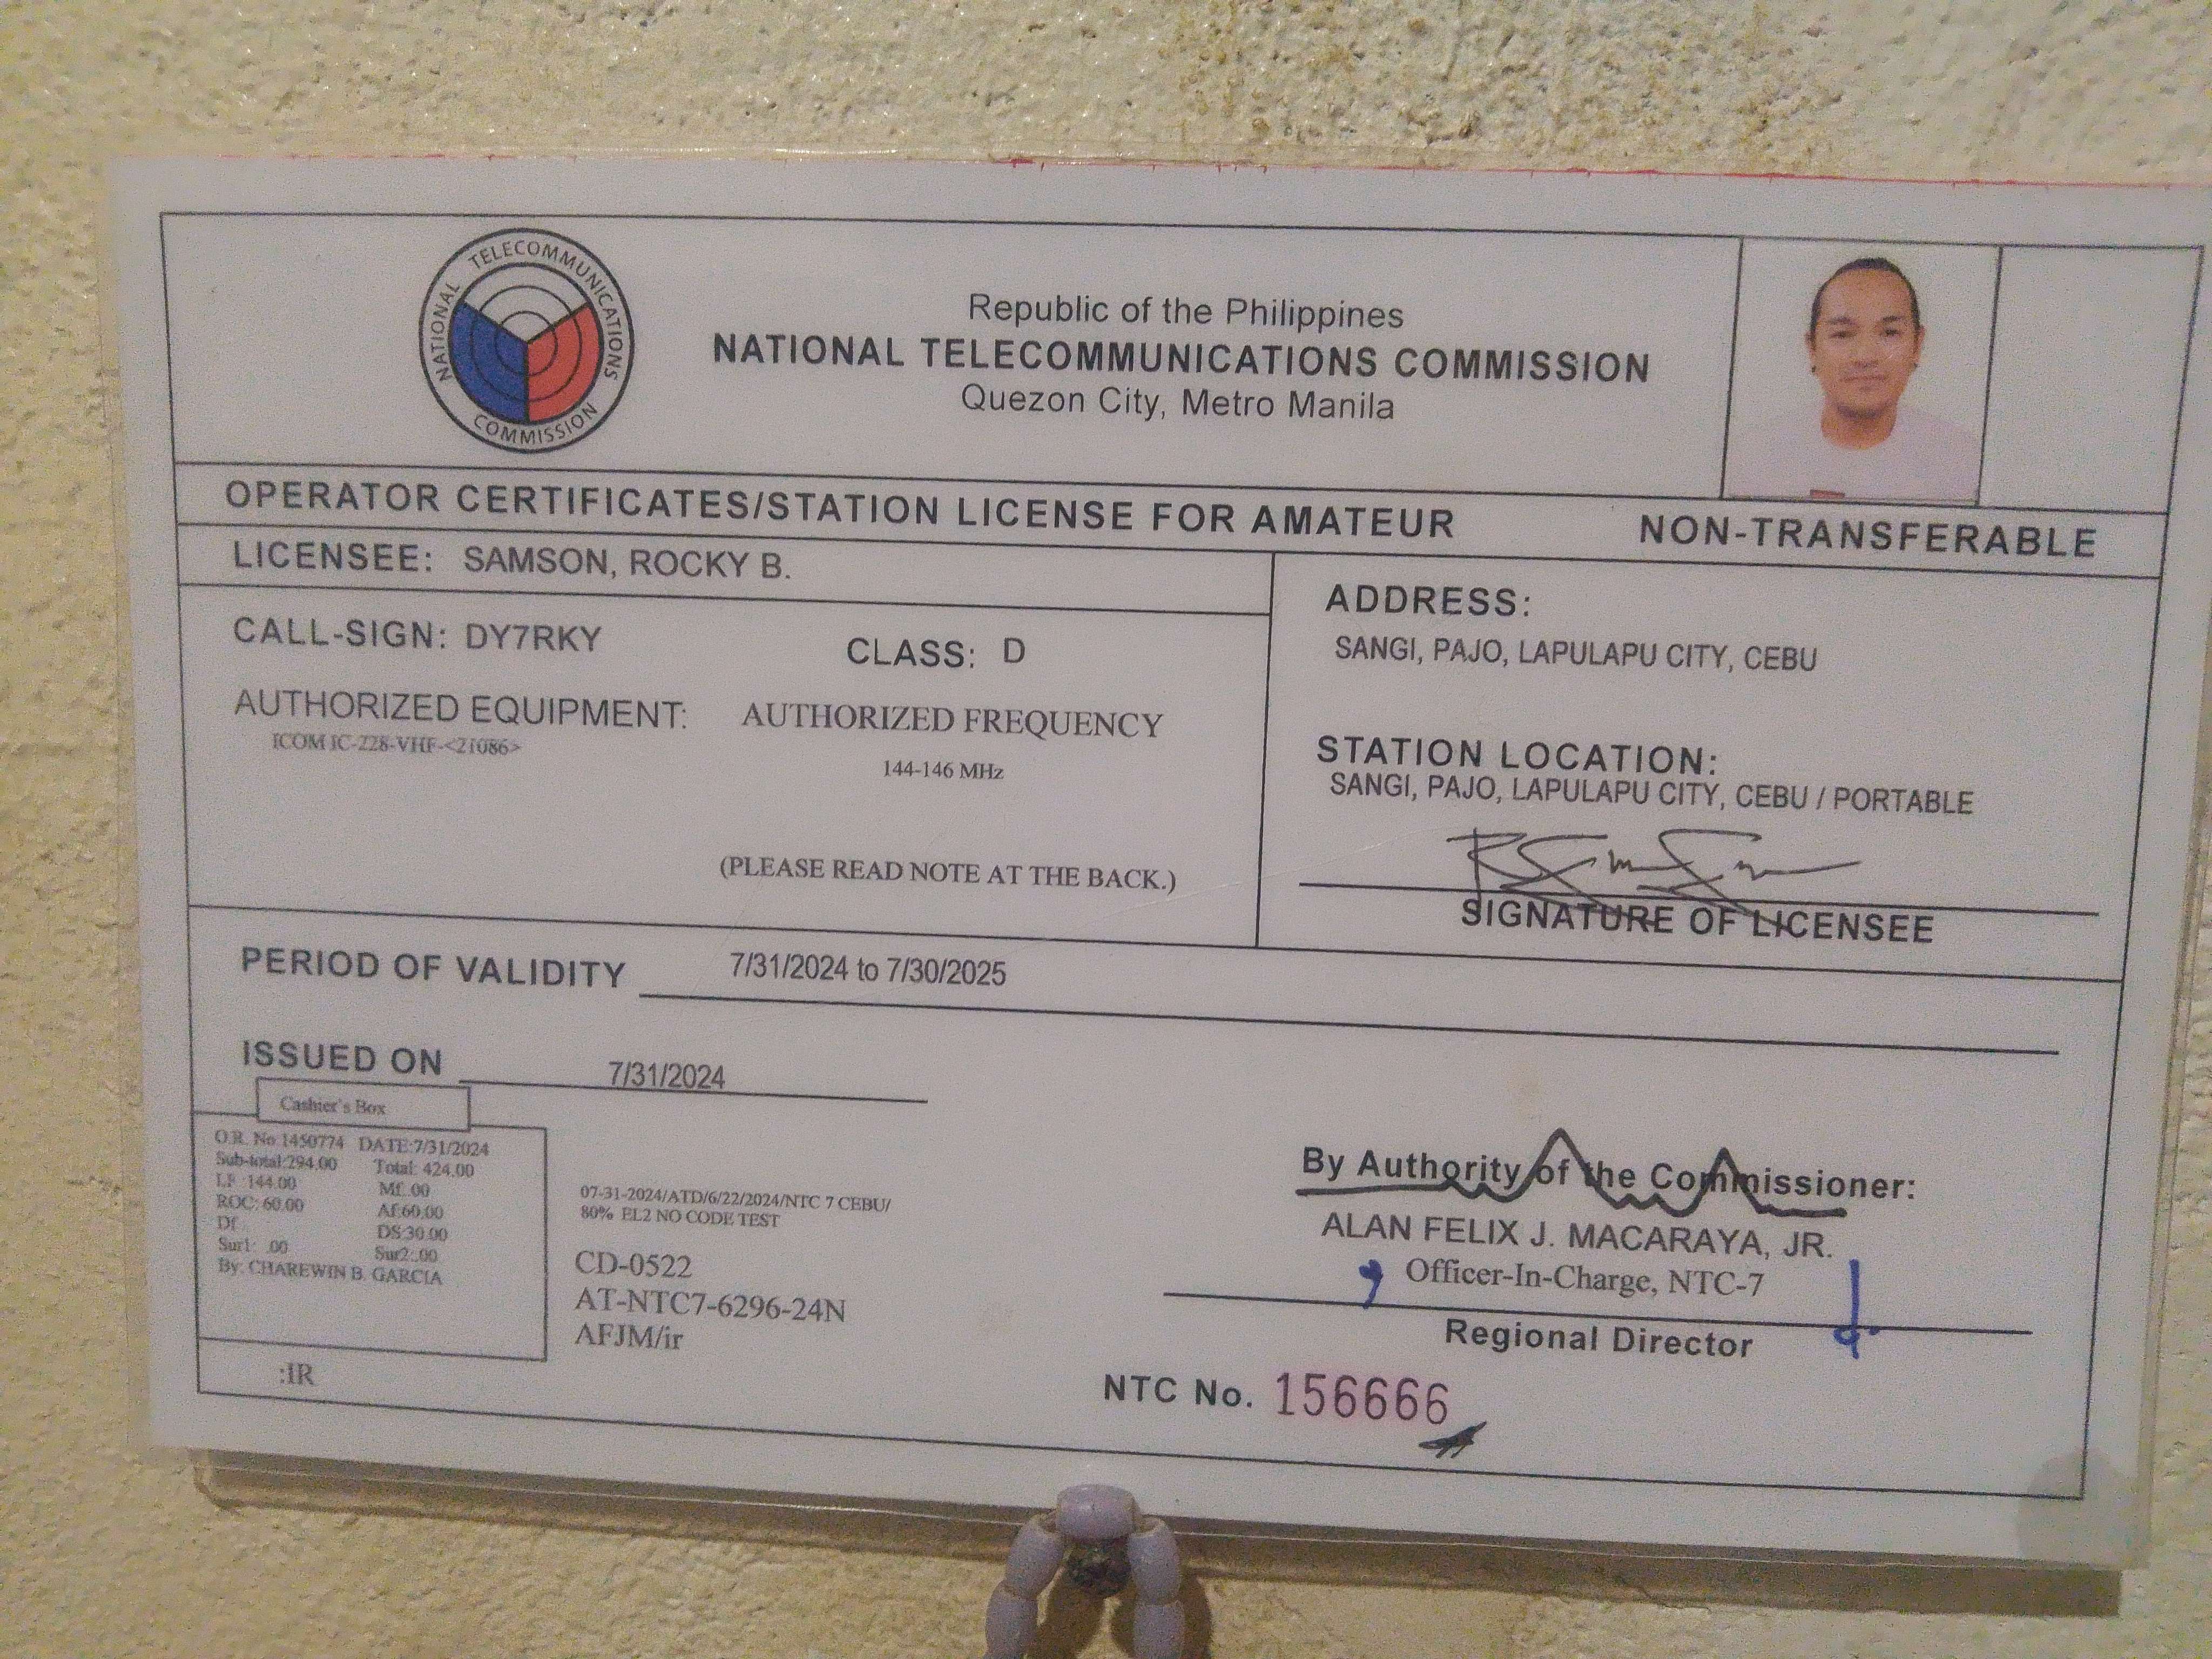 NATIONAL TELECOMMUNICATIONS COMMISSION
Republic of the Philippines
NATIONAL TELECOMMUNICATIONS COMMISSION
Quezon City, Metro Manila
OPERATOR CERTIFICATES/STATION LICENSE FOR AMATEUR NON-TRANSFERABLE
LICENSEE: SAMSON, ROCKY B.
CALL-SIGN: DY7RKY CLASS: D
AUTHORIZED EQUIPMENT: AUTHORIZED FREQUENCY
ICOM IC-228-VHF-<21086>
144-146 MHz
(PLEASE READ NOTE AT THE BACK.)
ADDRESS:
SANGI, PAJO, LAPULAPU CITY, CEBU
STATION LOCATION:
SANGI, PAJO, LAPULAPU CITY, CEBU / PORTABLE
SIGNATURE OF LICENSEE
PERIOD OF VALIDITY 7/31/2024 to 7/30/2025
ISSUED ON 7/31/2024
Cashier's Box
O.R. No 1450774 DATE:7/31/2024
Sub-total:294.00 Total: 424.00
LF :144.00 Mf:.00
ROC: 60.00 Af:60.00
Df: DS:30.00
Sur1: .00 Sur2:.00
By: CHAREWIN B. GARCIA
:IR
07-31-2024/ATD/6/22/2024/NTC 7 CEBU/
80% EL2 NO CODE TEST
CD-0522
AT-NTC7-6296-24N
AFJM/ir
By Authority of the Commissioner:
ALAN FELIX J. MACARAYA, JR.
Officer-In-Charge, NTC-7
Regional Director
NTC No. 156666